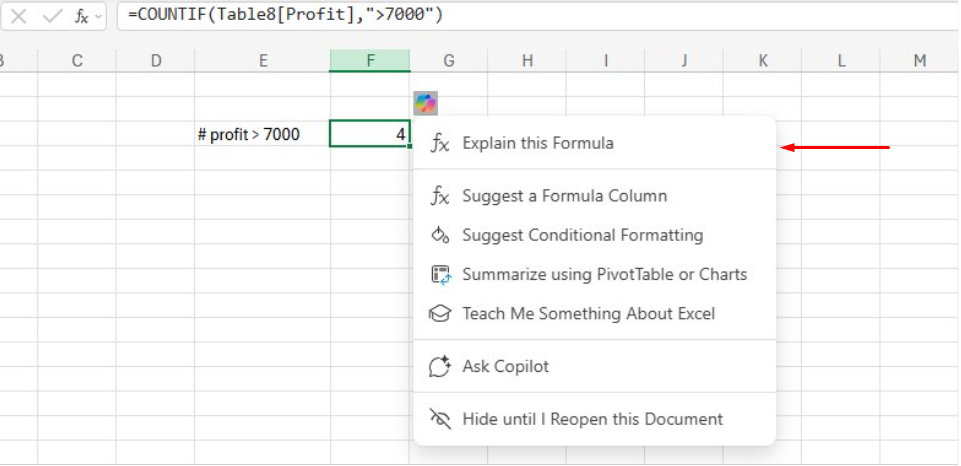 fx
=COUNTIF(Table8[Profit],">7000")
B C D E F G H I J K L M
# profit > 7000 4
fx Explain this Formula
fx Suggest a Formula Column
Suggest Conditional Formatting
Summarize using PivotTable or Charts
Teach Me Something About Excel
Ask Copilot
Hide until I Reopen this Document